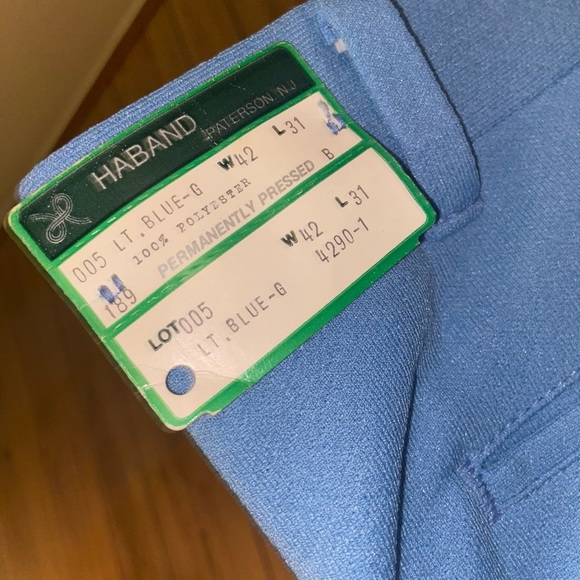 HABAND PATERSON N.J.
W42 L31
005 LT.BLUE-G
100% POLYESTER B
189 PERMANENTLY PRESSED
W42 L31
LOT005 4290-1
LT.BLUE-G